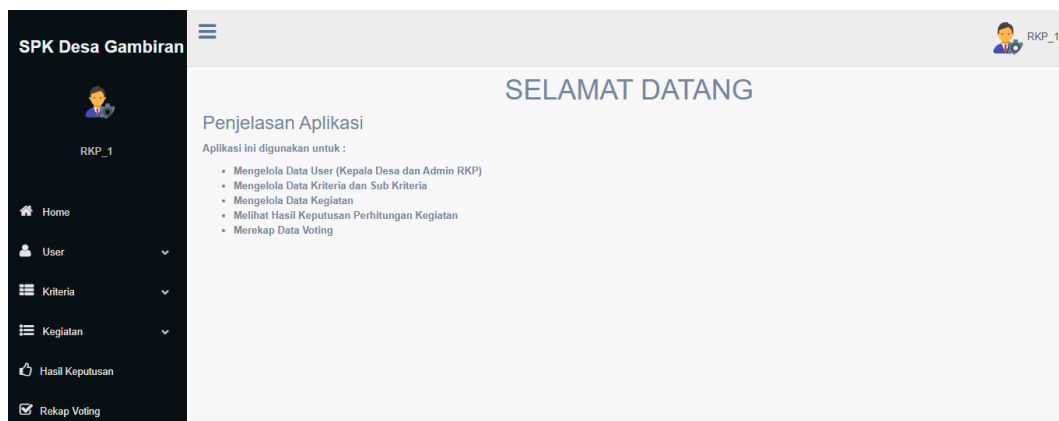 SPK Desa Gambiran
RKP_1
RKP_1
Home
User
Kriteria
Kegiatan
Hasil Keputusan
Rekap Voting
SELAMAT DATANG
Penjelasan Aplikasi
Aplikasi ini digunakan untuk :
• Mengelola Data User (Kepala Desa dan Admin RKP)
• Mengelola Data Kriteria dan Sub Kriteria
• Mengelola Data Kegiatan
• Melihat Hasil Keputusan Perhitungan Kegiatan
• Merekap Data Voting